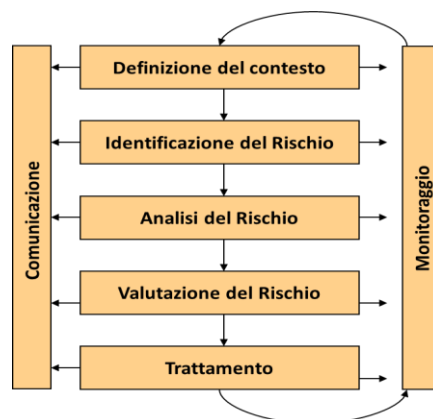 Definizione del contesto
Identificazione del Rischio
Analisi del Rischio
Valutazione del Rischio
Trattamento
Comunicazione
Monitoraggio